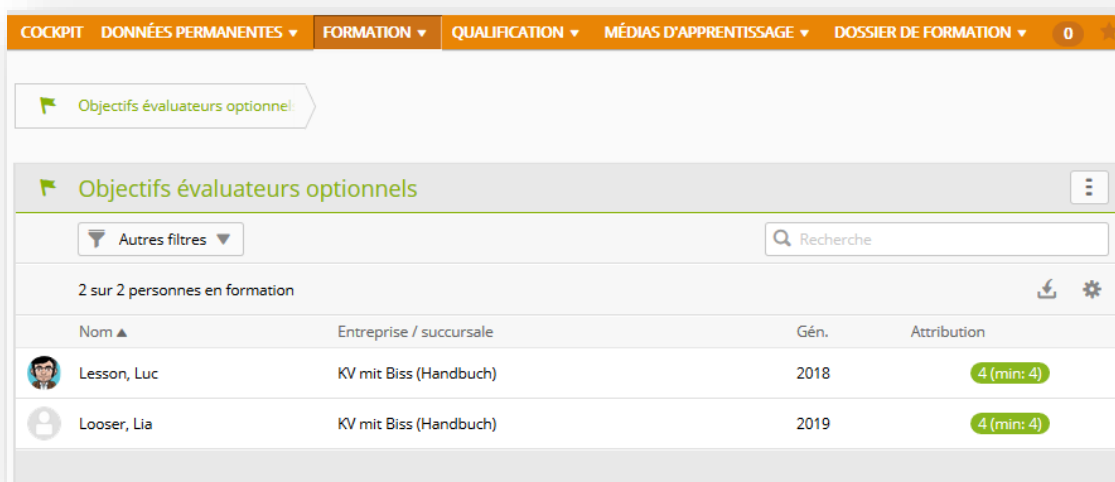 COCKPIT DONNÉES PERMANENTES FORMATION QUALIFICATION MÉDIAS D'APPRENTISSAGE DOSSIER DE FORMATION 0
Objectifs évaluateurs optionnel
Objectifs évaluateurs optionnels
Autres filtres Recherche
2 sur 2 personnes en formation
Nom Entreprise / succursale Gén. Attribution
Lesson, Luc KV mit Biss (Handbuch) 2018 4 (min: 4)
Looser, Lia KV mit Biss (Handbuch) 2019 4 (min: 4)